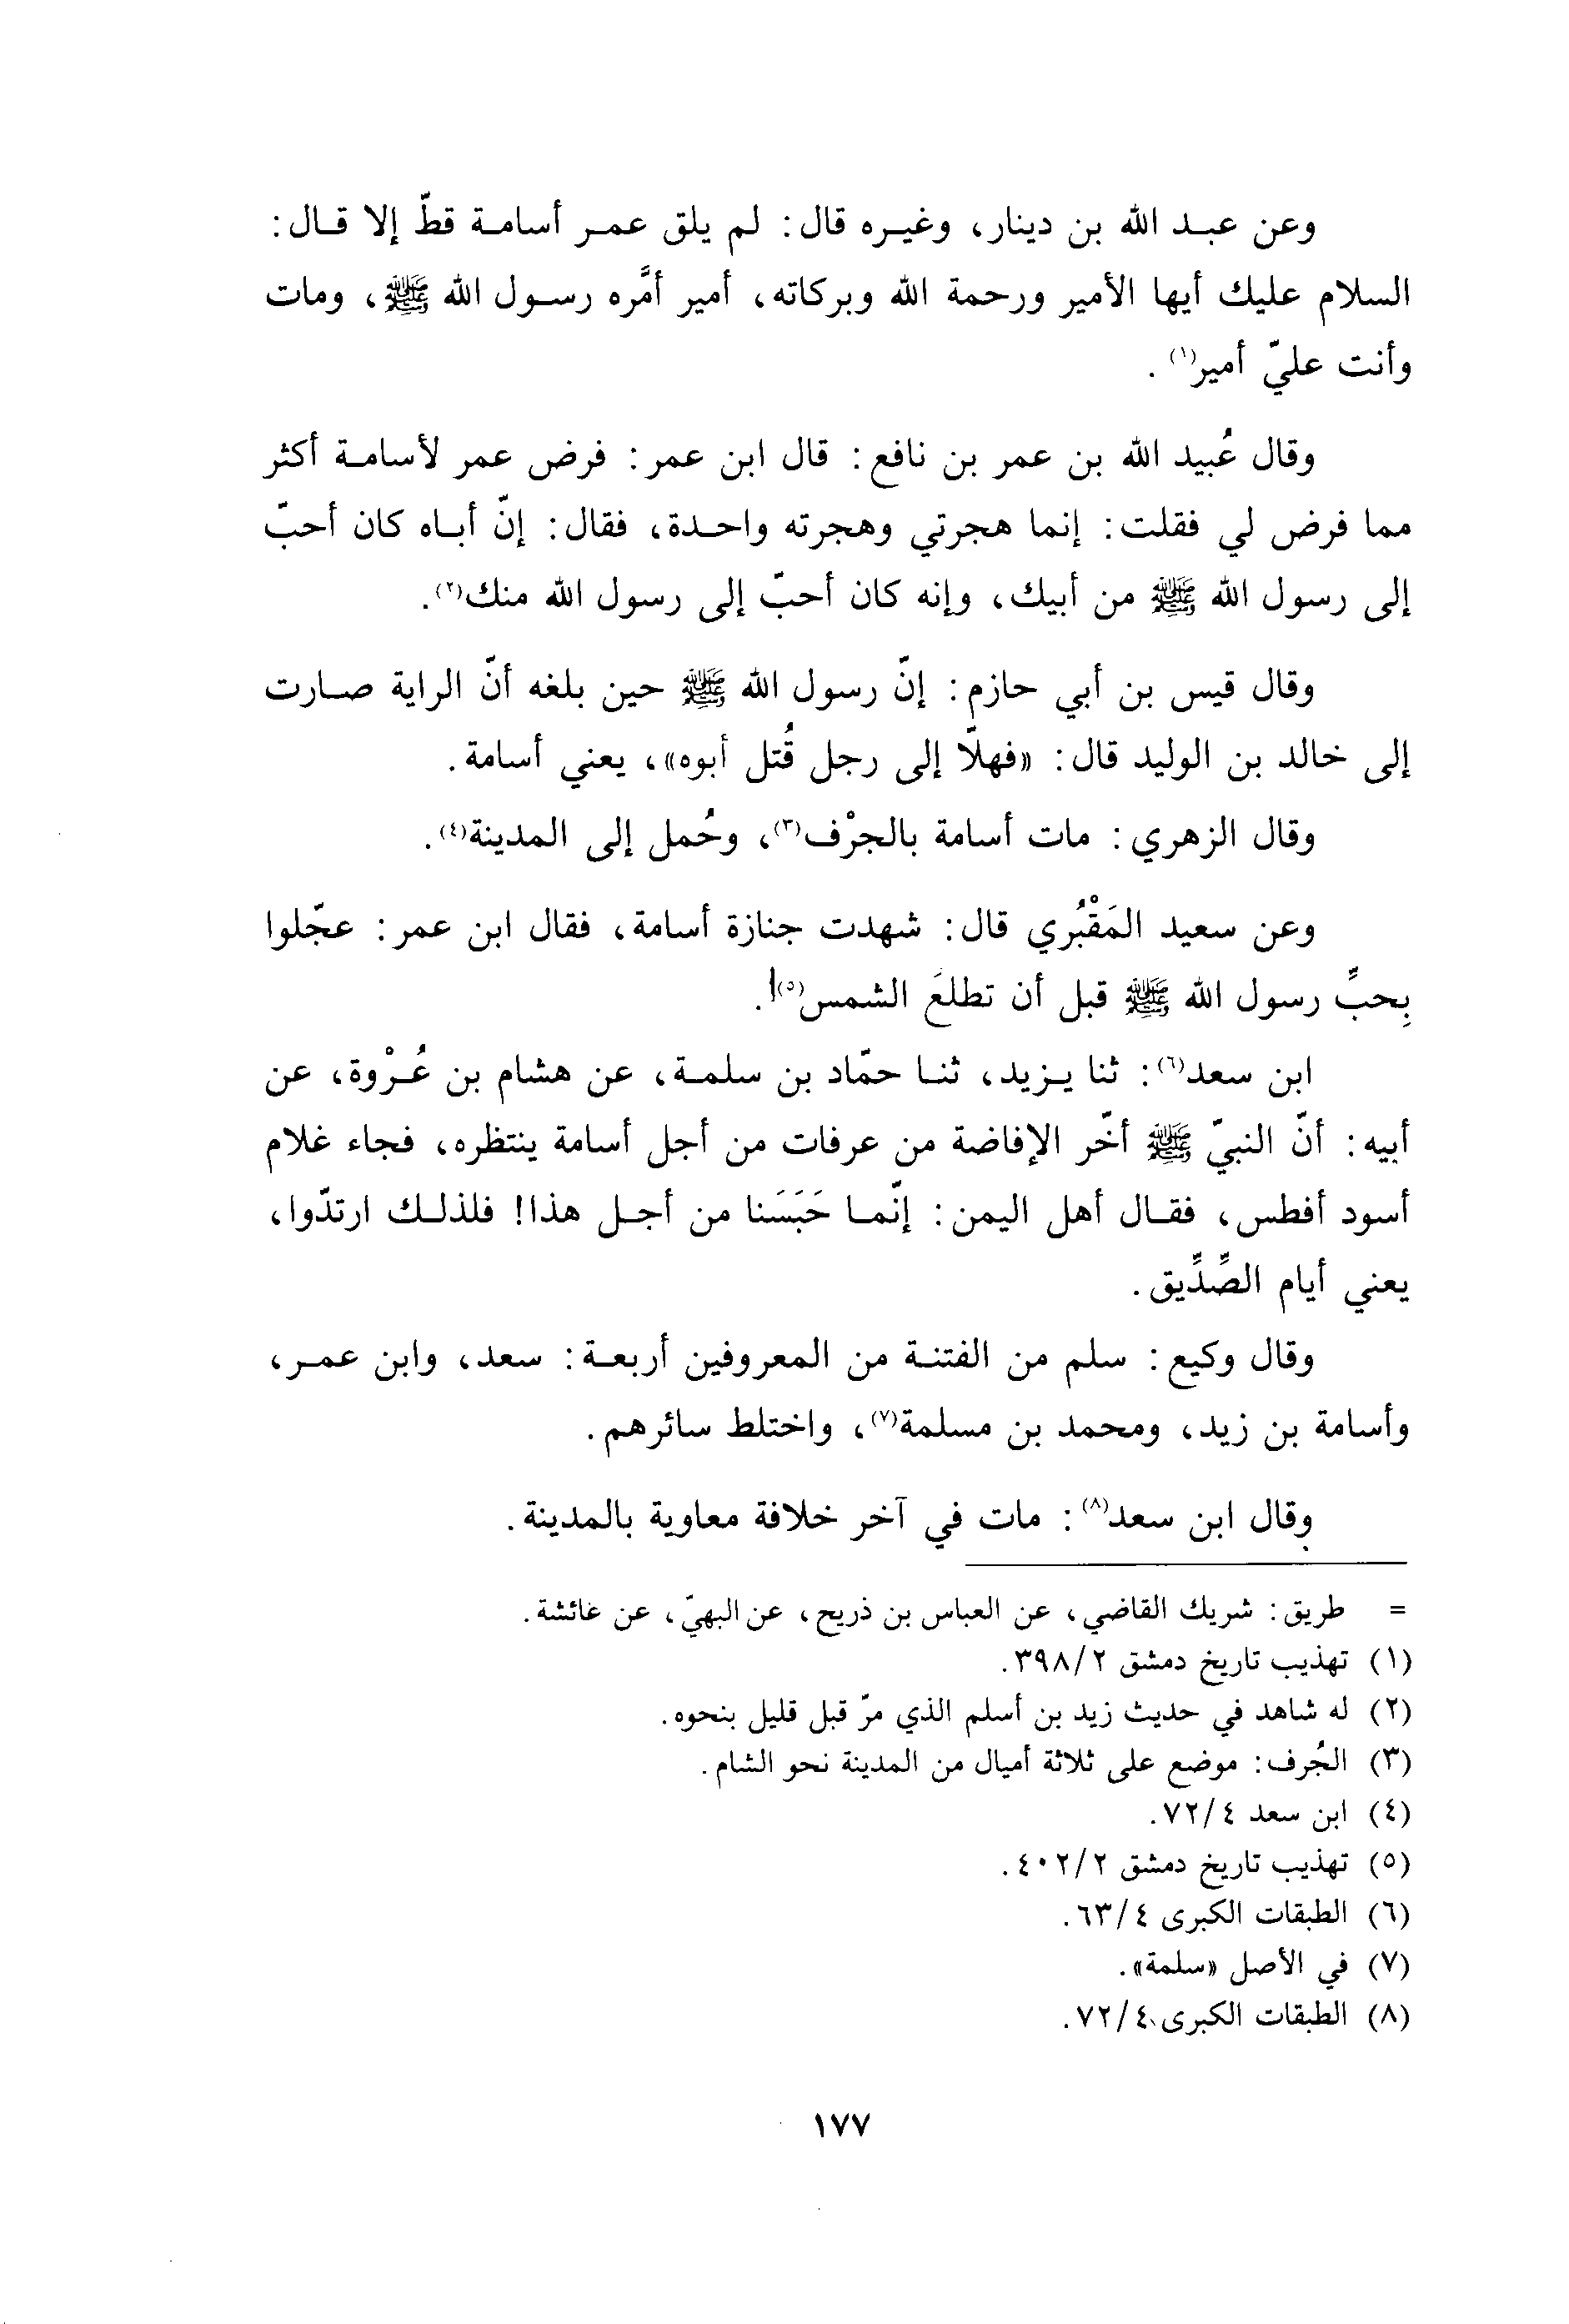 وعن عبد الله بن دينار، وغيره قال: لم يلق عمر أسامة قطّ إلا قال:
السلام عليك أيها الأمير ورحمة الله وبركاته، أمير أمَّره رسول الله ﷺ، ومات
وأنت عليّ أمير(١).
وقال عُبيد الله بن عمر بن نافع: قال ابن عمر: فرض عمر لأسامة أكثر
مما فرض لي فقلت: إنما هجرتي وهجرته واحدة، فقال: إنّ أباه كان أحبّ
إلى رسول الله ﷺ من أبيك، وإنه كان أحبّ إلى رسول الله منك(٢).
وقال قيس بن أبي حازم: إنّ رسول الله ﷺ حين بلغه أنّ الراية صارت
إلى خالد بن الوليد قال: «فهلّا إلى رجل قُتل أبوه»، يعني أسامة.
وقال الزهري: مات أسامة بالجرْف(٣)، وحُمل إلى المدينة(٤).
وعن سعيد المَقْبُري قال: شهدت جنازة أسامة، فقال ابن عمر: عجّلوا
بِحبِّ رسول الله ﷺ قبل أن تطلعَ الشمس(٥)!.
ابن سعد(٦): ثنا يزيد، ثنا حمّاد بن سلمة، عن هشام بن عُرْوة، عن
أبيه: أنّ النبيّ ﷺ أخّر الإفاضة من عرفات من أجل أسامة ينتظره، فجاء غلام
أسود أفطس، فقال أهل اليمن: إنّما حَبَسَنا من أجل هذا! فلذلك ارتدّوا،
يعني أيام الصِّدِّيق.
وقال وكيع: سلم من الفتنة من المعروفين أربعة: سعد، وابن عمر،
وأسامة بن زيد، ومحمد بن مسلمة(٧)، واختلط سائرهم.
وقال ابن سعد(٨): مات في آخر خلافة معاوية بالمدينة.
= طريق: شريك القاضي، عن العباس بن ذريح، عن البهيّ، عن عائشة.
(١) تهذيب تاريخ دمشق ٣٩٨/٢.
(٢) له شاهد في حديث زيد بن أسلم الذي مرّ قبل قليل بنحوه.
(٣) الجُرف: موضع على ثلاثة أميال من المدينة نحو الشام.
(٤) ابن سعد ٧٢/٤.
(٥) تهذيب تاريخ دمشق ٤٠٢/٢.
(٦) الطبقات الكبرى ٦٣/٤.
(٧) في الأصل «سلمة».
(٨) الطبقات الكبرى ٧٢/٤.
١٧٧